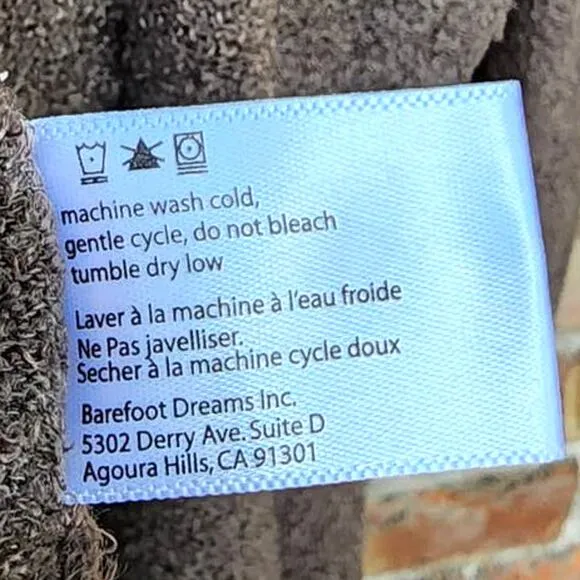 machine wash cold,
gentle cycle, do not bleach
tumble dry low
Laver à la machine à l'eau froide
Ne Pas javelliser.
Secher à la machine cycle doux
Barefoot Dreams Inc.
5302 Derry Ave. Suite D
Agoura Hills, CA 91301